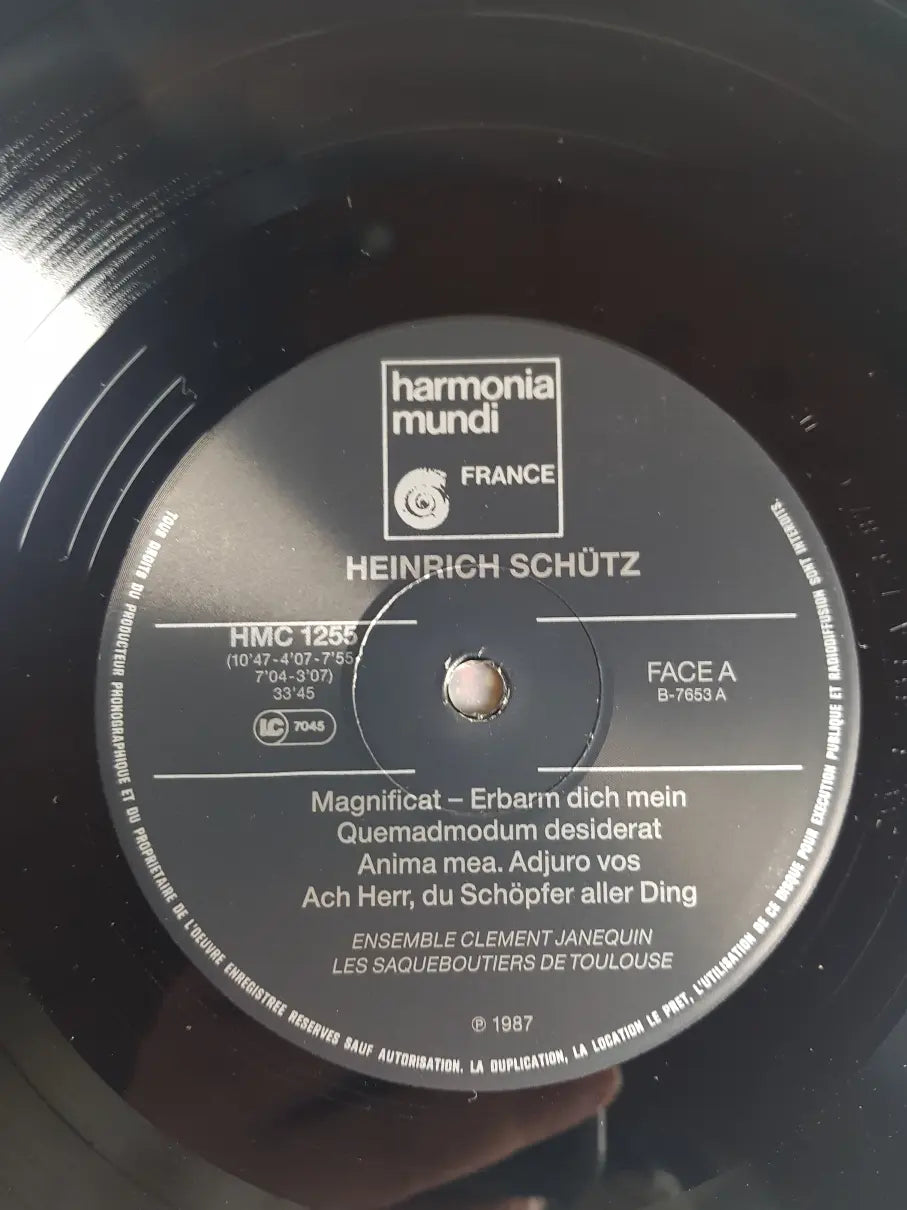 harmonia
mundi
FRANCE
HEINRICH SCHÜTZ
HMC 1255
(10'47-4'07-7'55
7'04-3'07)
33'45
LC 7045
FACE A
B-7653 A
Magnificat – Erbarm dich mein
Quemadmodum desiderat
Anima mea. Adjuro vos
Ach Herr, du Schöpfer aller Ding
ENSEMBLE CLEMENT JANEQUIN
LES SAQUEBOUTIERS DE TOULOUSE
℗ 1987
TOUS DROITS DU PRODUCTEUR PHONOGRAPHIQUE ET DU PROPRIETAIRE DE L'OEUVRE ENREGISTREE RESERVES SAUF AUTORISATION, LA DUPLICATION, LA LOCATION LE PRET, L'UTILISATION DE CE DISQUE POUR EXECUTION PUBLIQUE ET RADIODIFFUSION SONT INTERDITS.